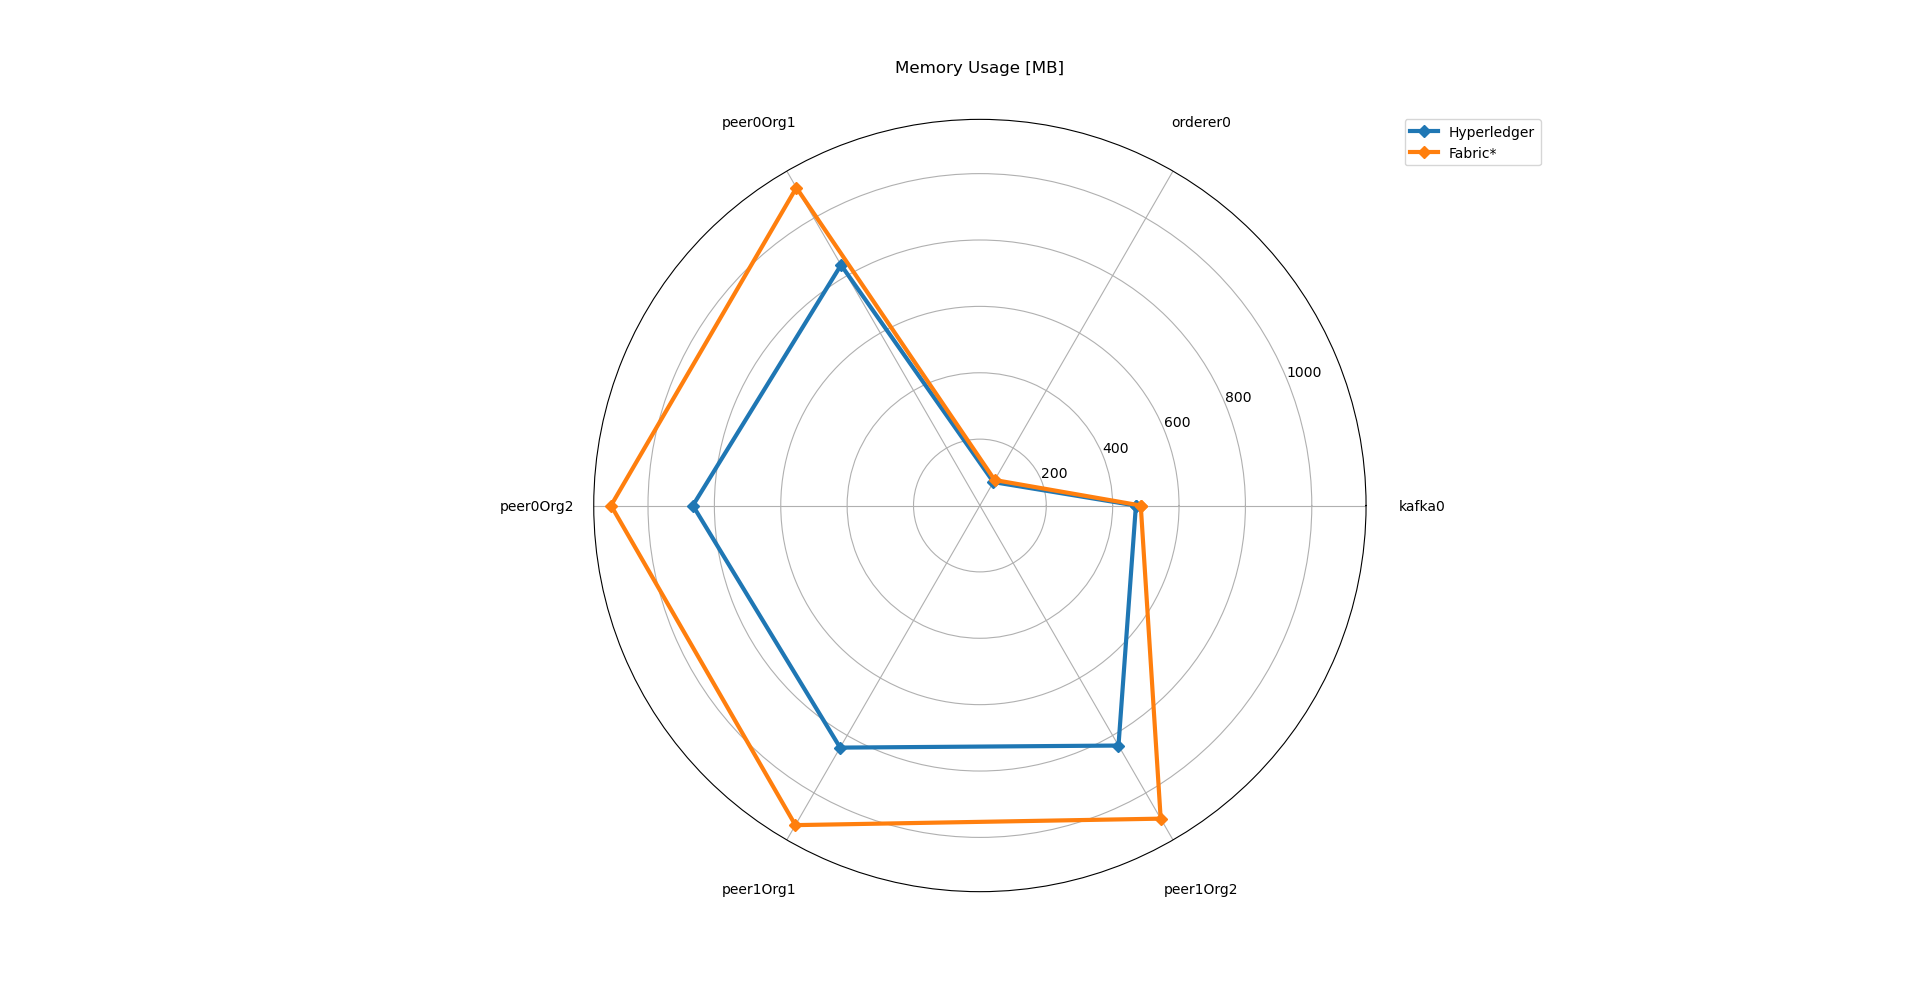 Memory Usage [MB]
peer0Org1
orderer0
Hyperledger
Fabric*
1000
800
600
400
200
peer0Org2
kafka0
peer1Org1
peer1Org2